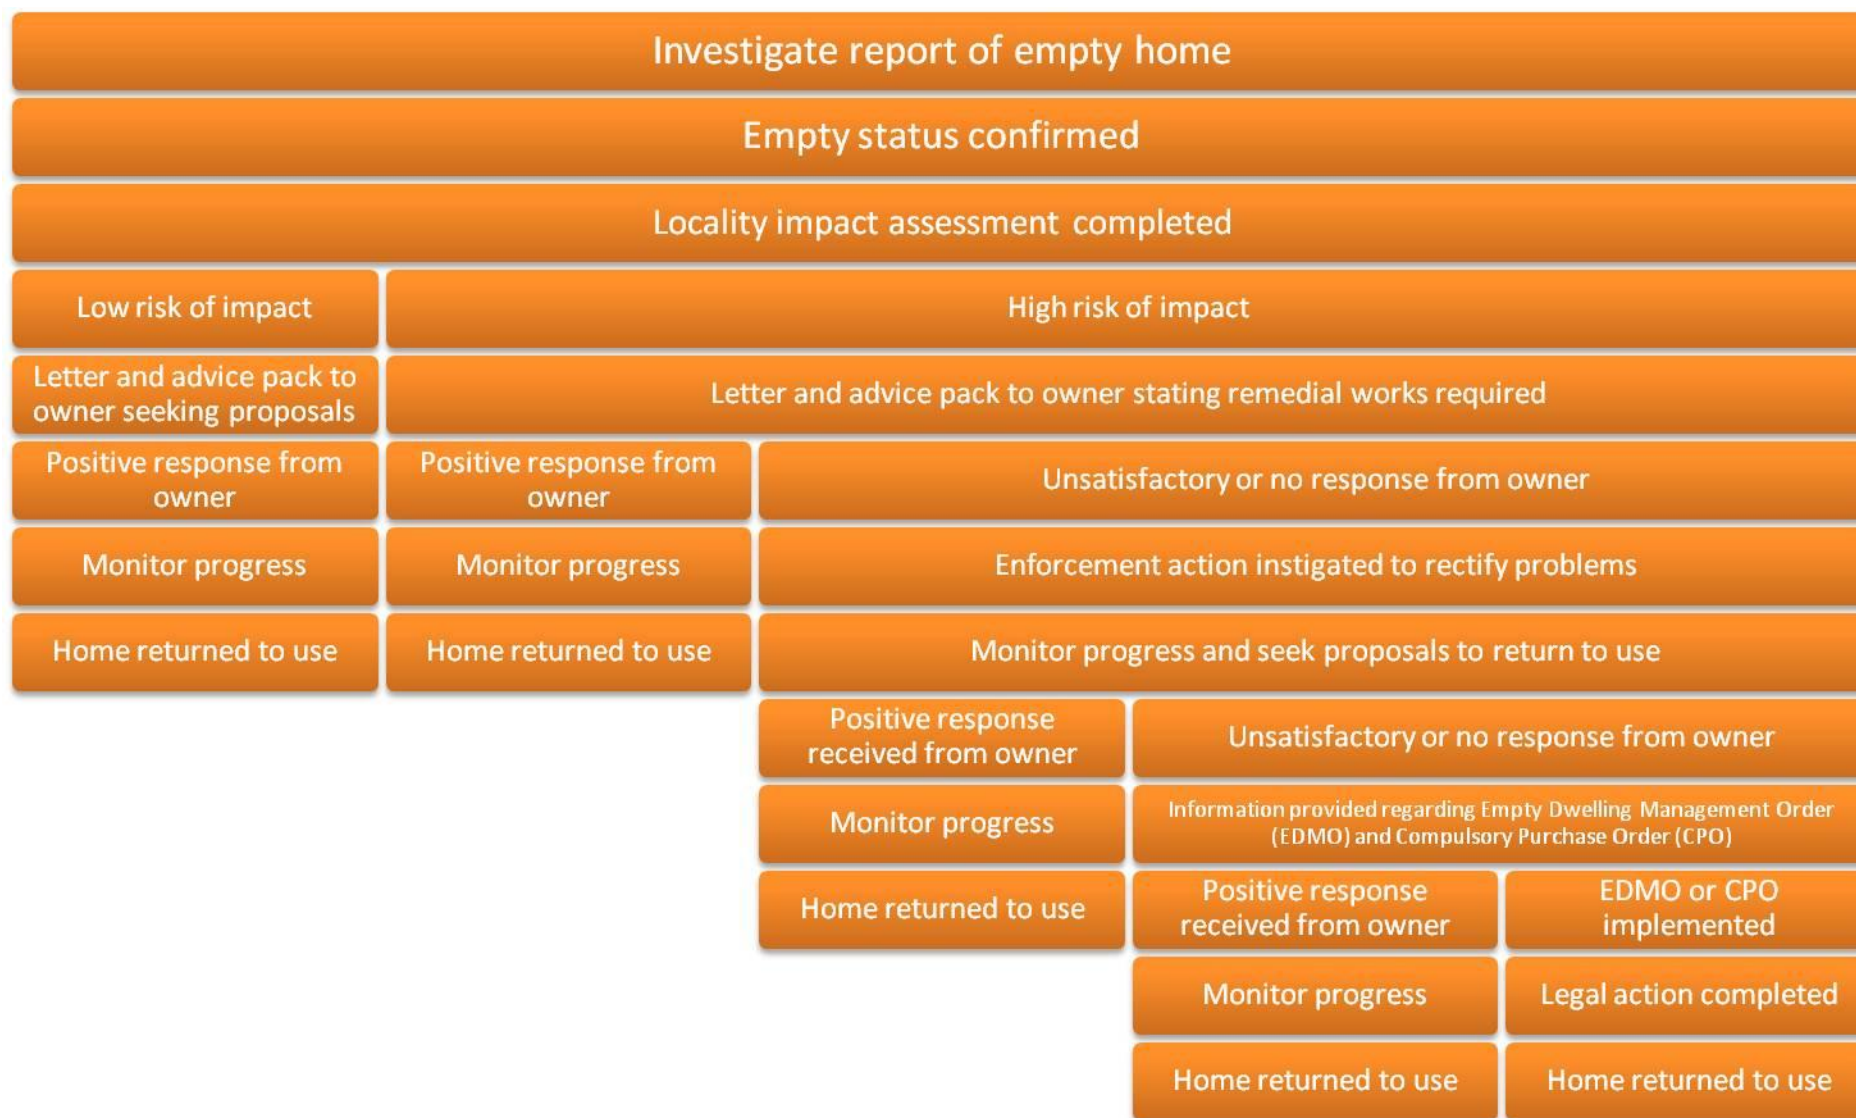 Investigate report of empty home
Empty status confirmed
Locality impact assessment completed
Low risk of impact
High risk of impact
Letter and advice pack to
owner seeking proposals
Letter and advice pack to owner stating remedial works required
Positive response from
owner
Positive response from
owner
Unsatisfactory or no response from owner
Monitor progress
Monitor progress
Enforcement action instigated to rectify problems
Home returned to use
Home returned to use
Monitor progress and seek proposals to return to use
Positive response
received from owner
Unsatisfactory or no response from owner
Monitor progress
Information provided regarding Empty Dwelling Management Order
(EDMO) and Compulsory Purchase Order (CPO)
Home returned to use
Positive response
received from owner
EDMO or CPO
implemented
Monitor progress
Legal action completed
Home returned to use
Home returned to use